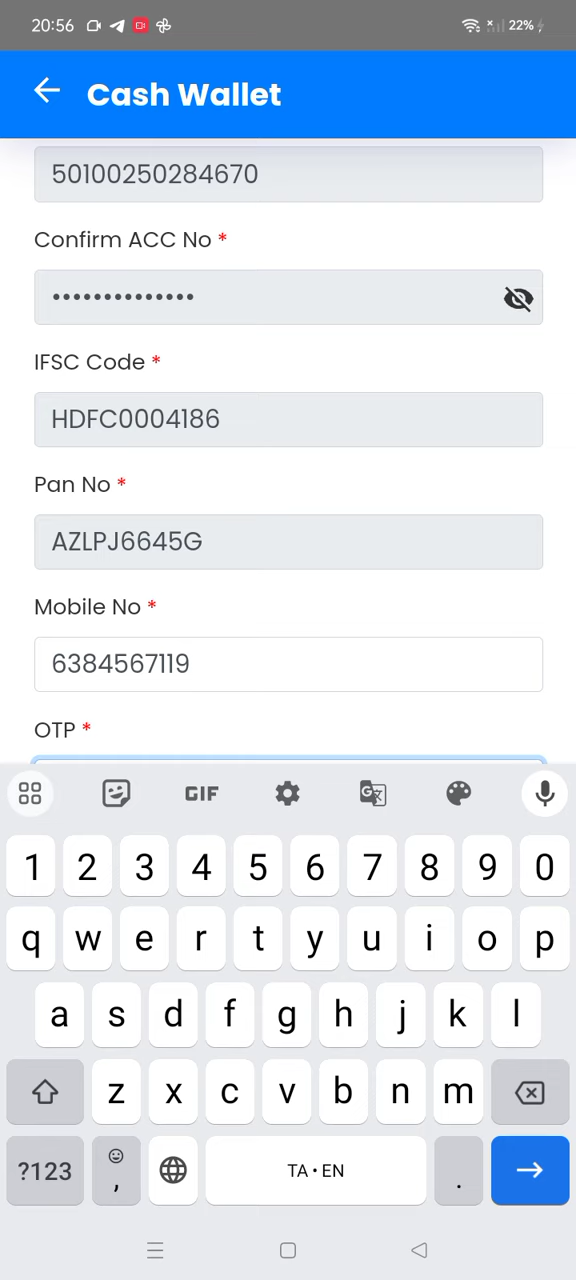 20:56
22%
Cash Wallet
50100250284670
Confirm ACC No *
••••••••••••••
IFSC Code *
HDFC0004186
Pan No *
AZLPJ6645G
Mobile No *
6384567119
OTP *
GIF
1 2 3 4 5 6 7 8 9 0
q w e r t y u i o p
a s d f g h j k l
z x c v b n m
?123 , TA • EN .